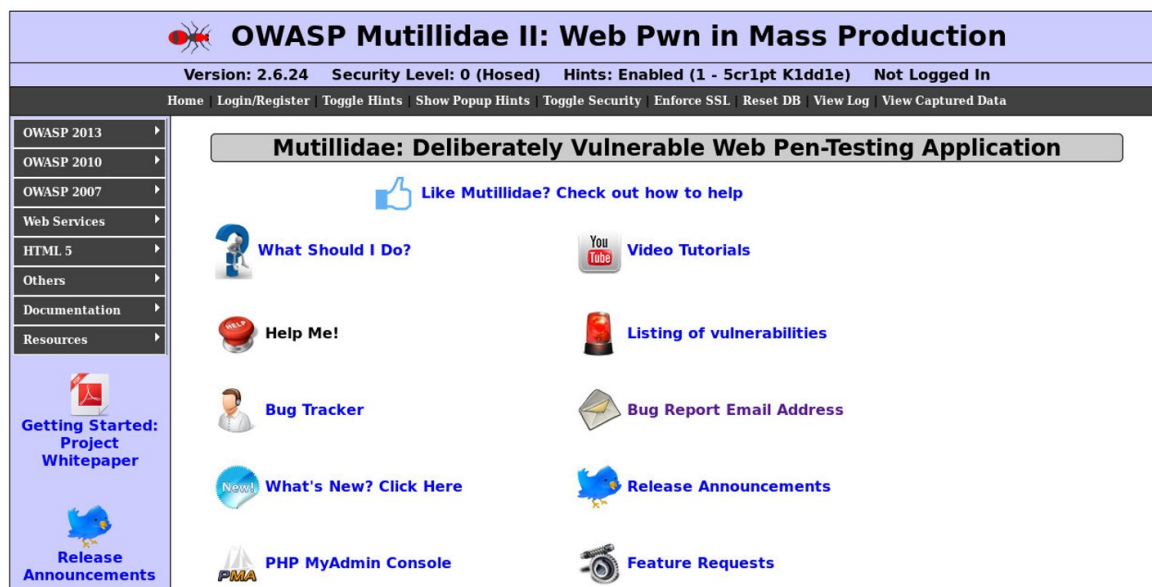 OWASP Mutillidae II: Web Pwn in Mass Production
Version: 2.6.24 Security Level: 0 (Hosed) Hints: Enabled (1 - 5cr1pt K1dd1e) Not Logged In
Home | Login/Register | Toggle Hints | Show Popup Hints | Toggle Security | Enforce SSL | Reset DB | View Log | View Captured Data
OWASP 2013
OWASP 2010
OWASP 2007
Web Services
HTML 5
Others
Documentation
Resources
Getting Started:
Project
Whitepaper
Release
Announcements
Mutillidae: Deliberately Vulnerable Web Pen-Testing Application
Like Mutillidae? Check out how to help
What Should I Do?
You
Tube
Video Tutorials
HELP
Help Me!
Listing of vulnerabilities
Bug Tracker
Bug Report Email Address
New!
What's New? Click Here
Release Announcements
PMA
PHP MyAdmin Console
Feature Requests